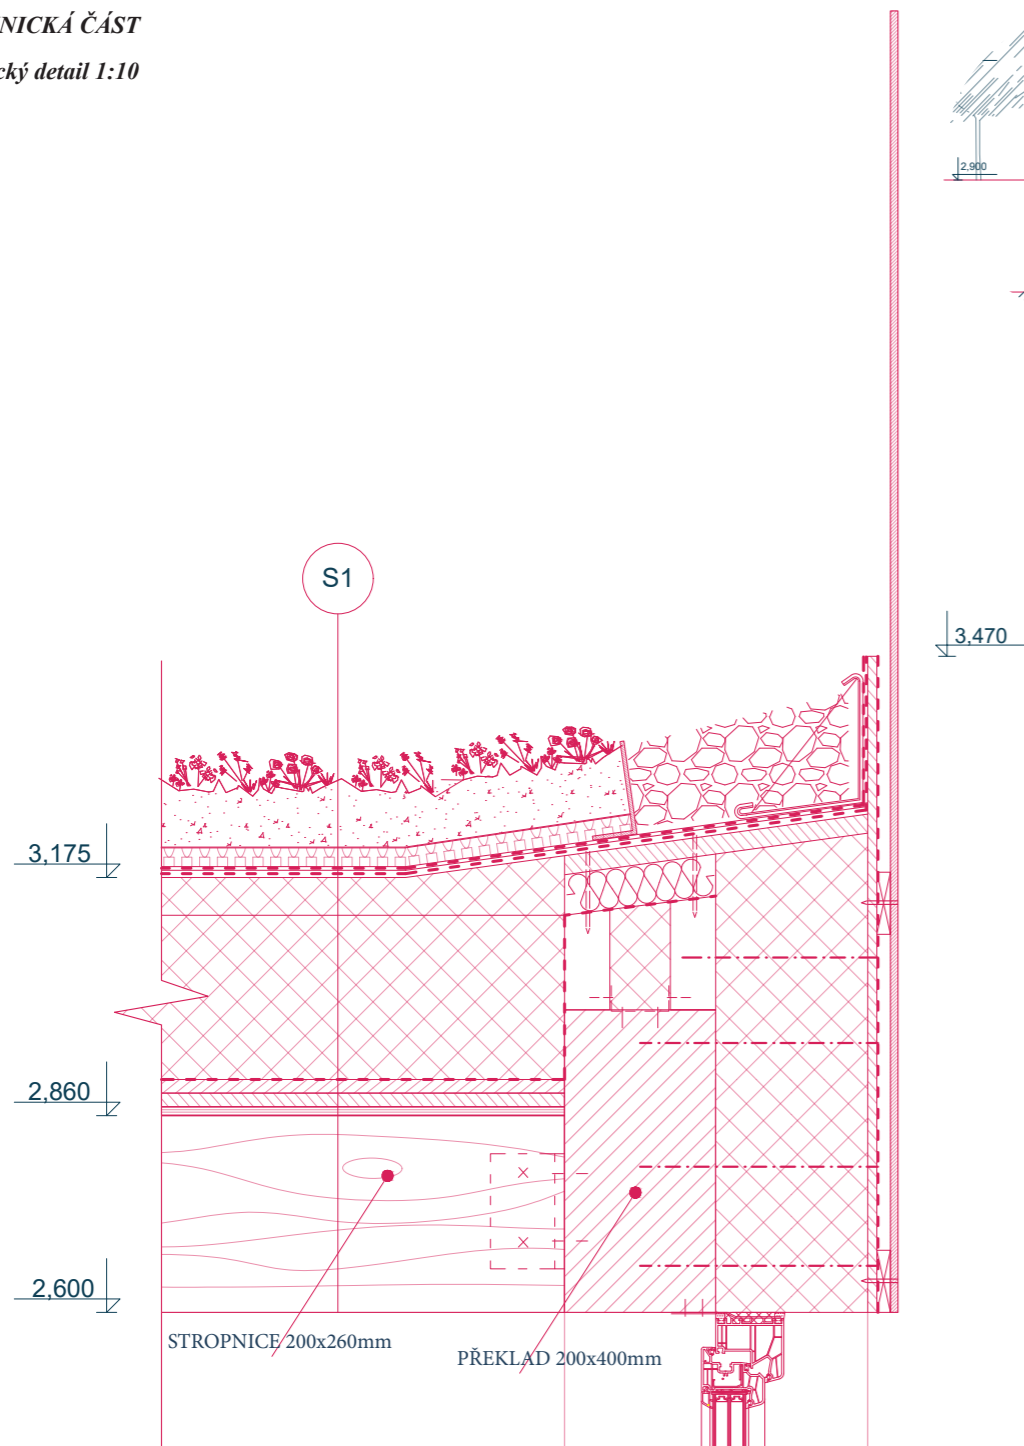 NICKÁ ČÁST
cký detail 1:10
2,900
S1
3,470
3,175
2,860
2,600
STROPNICE 200x260mm
PŘEKLAD 200x400mm